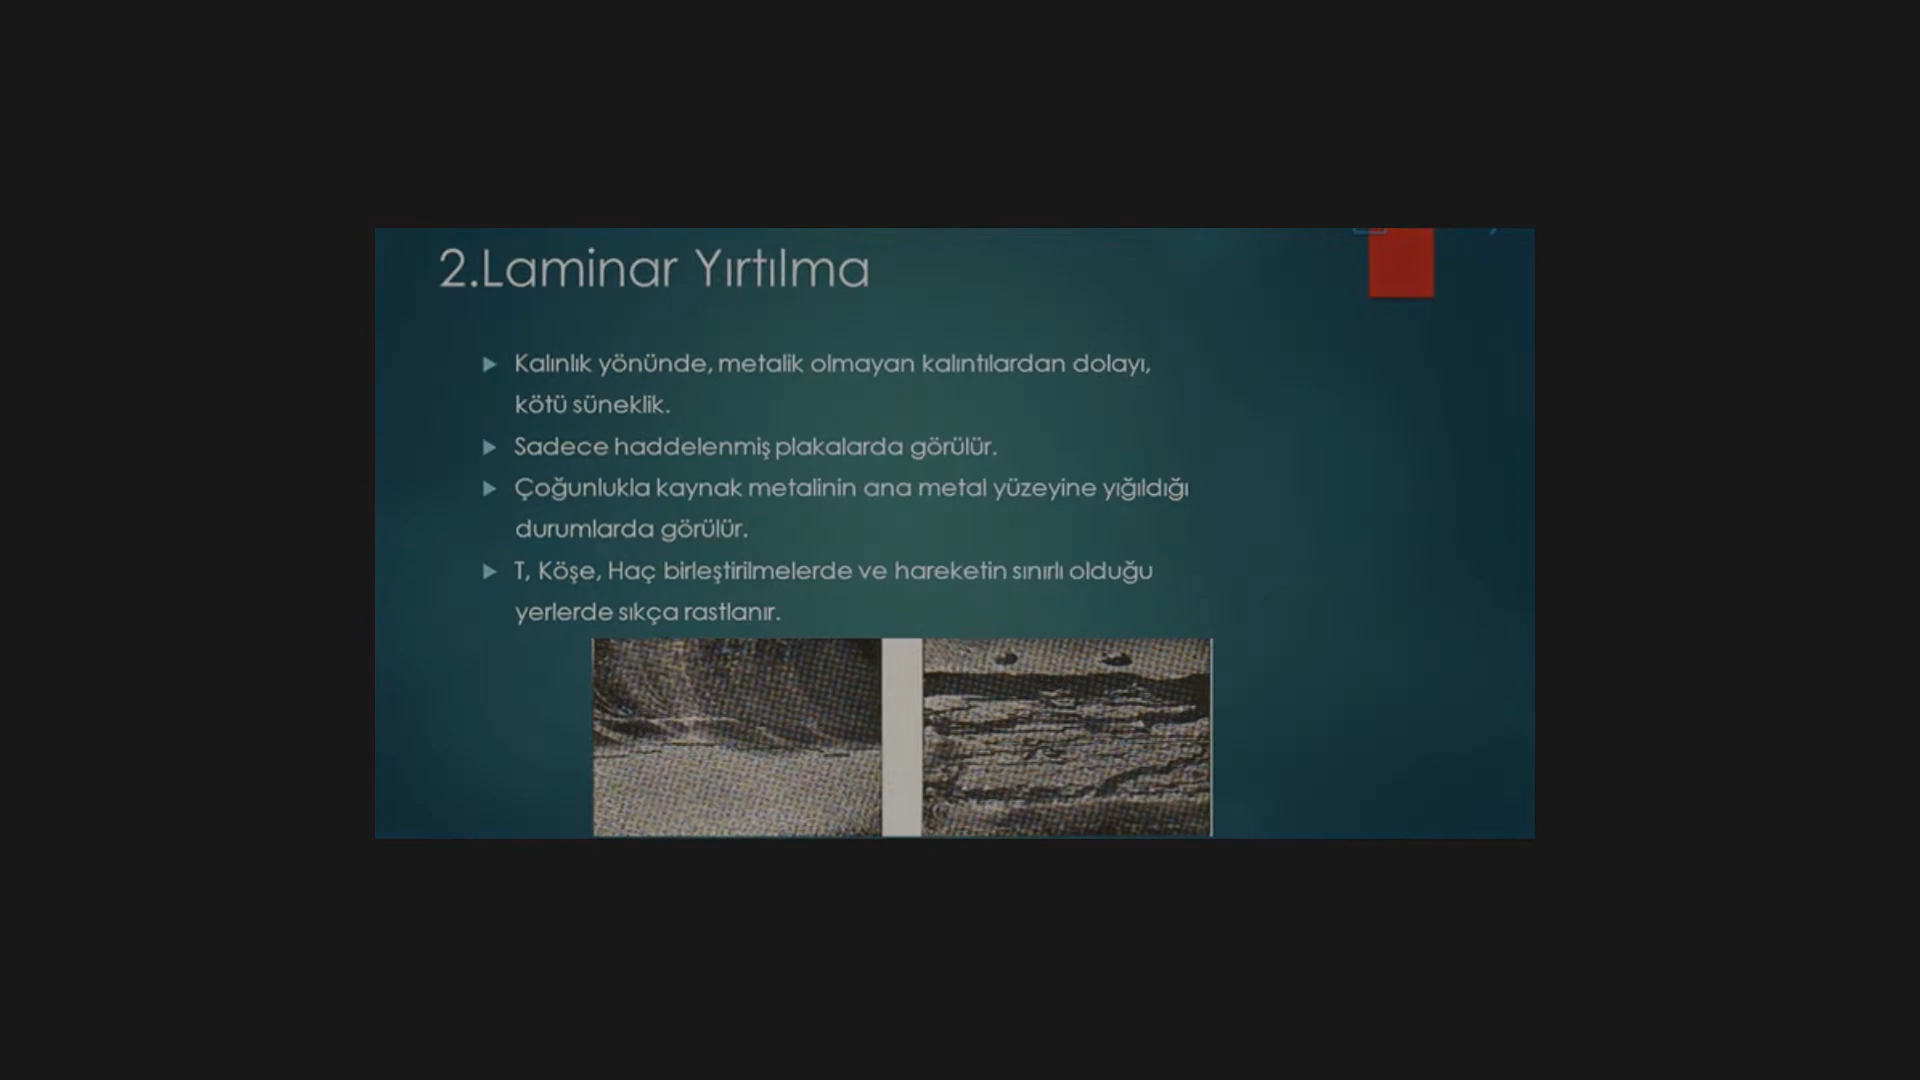 2.Laminar Yırtılma
Kalınlık yönünde, metalik olmayan kalıntılardan dolayı,
kötü süneklik.
Sadece haddelenmiş plakalarda görülür.
Çoğunlukla kaynak metalinin ana metal yüzeyine yığıldığı
durumlarda görülür.
T, Köşe, Haç birleştirilmelerde ve hareketin sınırlı olduğu
yerlerde sıkça rastlanır.